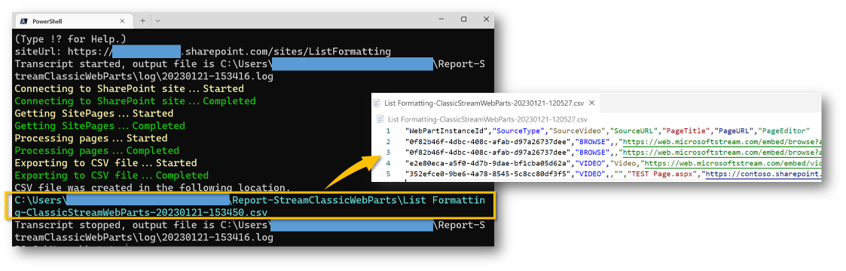 PowerShell
(Type !? for Help.)
siteUrl: https:// .sharepoint.com/sites/ListFormatting
Transcript started, output file is C:\Users\ \Report-S
treamClassicWebParts\log\20230121-153416.log
Connecting to SharePoint site...Started
Connecting to SharePoint site...Completed
Getting SitePages...Started
Getting SitePages...Completed
Processing pages...Started
Processing pages...Completed
Exporting to CSV file...Started
Exporting to CSV file...Completed
CSV file was created in the following location.
C:\Users\ \Report-StreamClassicWebParts\List Formattin
g-ClassicStreamWebParts-20230121-153450.csv
Transcript stopped, output file is C:\Users\ \Report-S
treamClassicWebParts\log\20230121-153416.log
List Formatting-ClassicStreamWebParts-20230121-120527.csv
List Formatting-ClassicStreamWebParts-20230121-120527.csv
1 "WebPartInstanceId","SourceType","SourceVideo","SourceURL","PageTitle","PageURL","PageEditor"
2 "0f82b46f-4dbc-408c-afab-d97a26737dee","BROWSE",,"https://web.microsoftstream.com/embed/browse?a
3 "0f82b46f-4dbc-408c-afab-d97a26737dee","BROWSE",,"https://web.microsoftstream.com/embed/browse?a
4 "e2e80eca-a5f0-4d7b-9dae-bf1cba05d62a","VIDEO",Video,"https://web.microsoftstream.com/embed/vid
5 "352efce0-9be6-4a78-8545-5c8cc80df3f5","VIDEO",,"","TEST Page.aspx","https://contoso.sharepoint.